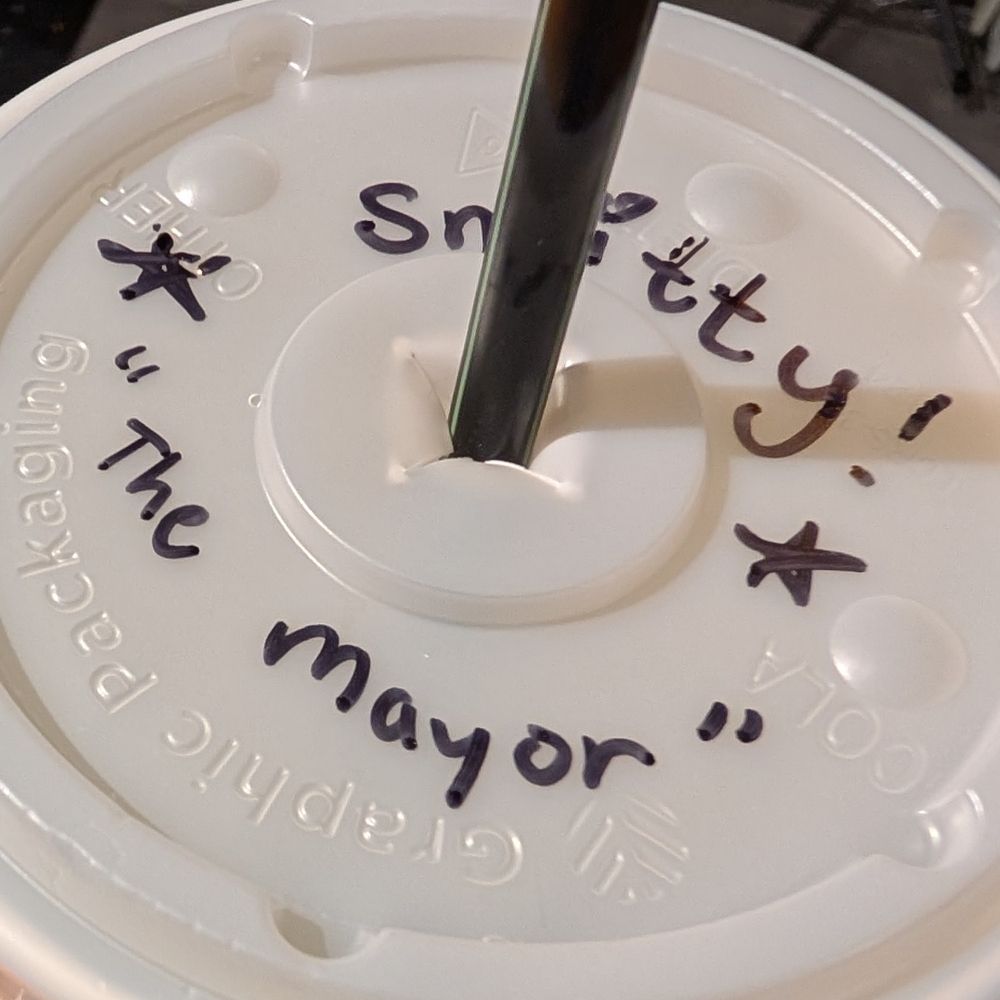 Smitty!
"The
mayor"
OTHER
COLA
Graphic Packaging